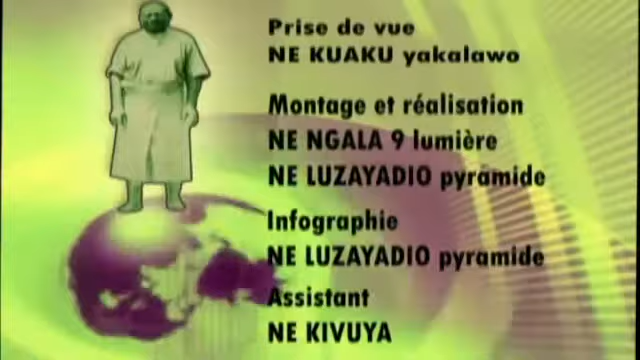 Prise de vue
NE KUAKU yakalawo
Montage et réalisation
NE NGALA 9 lumière
NE LUZAYADIO pyramide
Infographie
NE LUZAYADIO pyramide
Assistant
NE KIVUYA